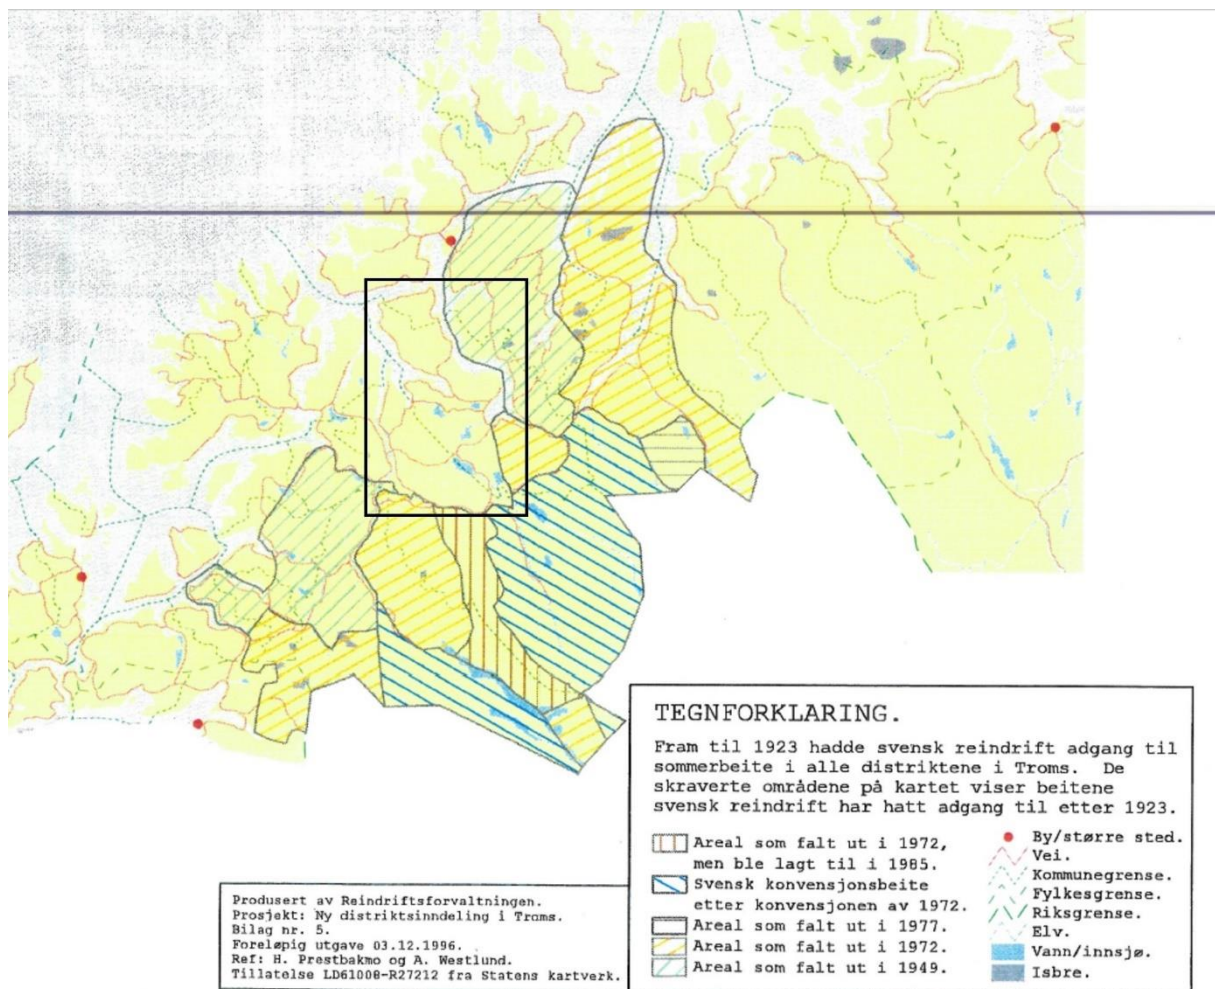 TEGNFORKLARING.
Fram til 1923 hadde svensk reindrift adgang til
sommerbeite i alle distriktene i Troms. De
skraverte områdene på kartet viser beitene
svensk reindrift har hatt adgang til etter 1923.
Areal som falt ut i 1972,
men ble lagt til i 1985.
Svensk konvensjonsbeite
etter konvensjonen av 1972.
Areal som falt ut i 1977.
Areal som falt ut i 1972.
Areal som falt ut i 1949.
By/større sted.
Vei.
Kommunegrense.
Fylkesgrense.
Riksgrense.
Elv.
Vann/innsjø.
Isbre.
Produsert av Reindriftsforvaltningen.
Prosjekt: Ny distriktsinndeling i Troms.
Bilag nr. 5.
Foreløpig utgave 03.12.1996.
Ref: H. Prestbakmo og A. Westlund.
Tillatelse LD61008-R27212 fra Statens kartverk.